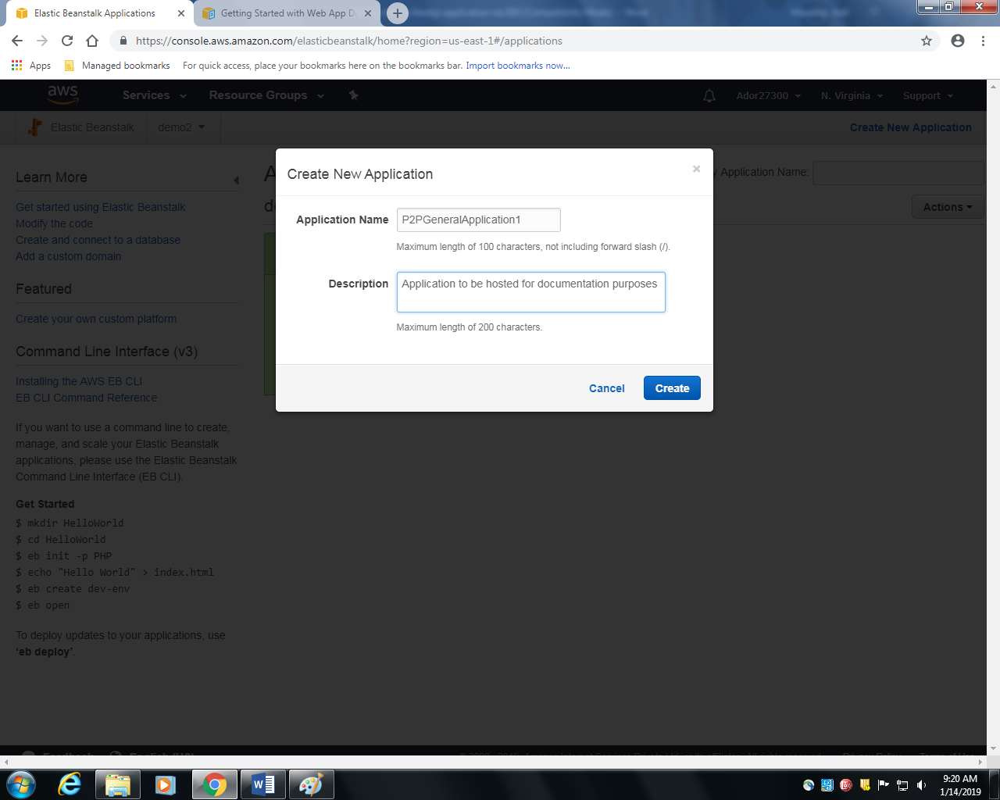 Elastic Beanstalk Applications
Getting Started with Web App D
https://console.aws.amazon.com/elasticbeanstalk/home?region=us-east-1#/applications
Apps
Managed bookmarks
For quick access, place your bookmarks here on the bookmarks bar. Import bookmarks now...
aws
Services
Resource Groups
Ador27300
N. Virginia
Support
Elastic Beanstalk
demo2
Create New Application
Learn More
Get started using Elastic Beanstalk
Modify the code
Create and connect to a database
Add a custom domain
Featured
Create your own custom platform
Command Line Interface (v3)
Installing the AWS EB CLI
EB CLI Command Reference
If you want to use a command line to create,
manage, and scale your Elastic Beanstalk
applications, please use the Elastic Beanstalk
Command Line Interface (EB CLI).
Get Started
$ mkdir HelloWorld
$ cd HelloWorld
$ eb init -p PHP
$ echo "Hello World" > index.html
$ eb create dev-env
$ eb open
To deploy updates to your applications, use
‘eb deploy’.
y Application Name:
Actions
Create New Application
×
Application Name
P2PGeneralApplication1
Maximum length of 100 characters, not including forward slash (/).
Description
Application to be hosted for documentation purposes
Maximum length of 200 characters.
Cancel
Create
9:20 AM
1/14/2019